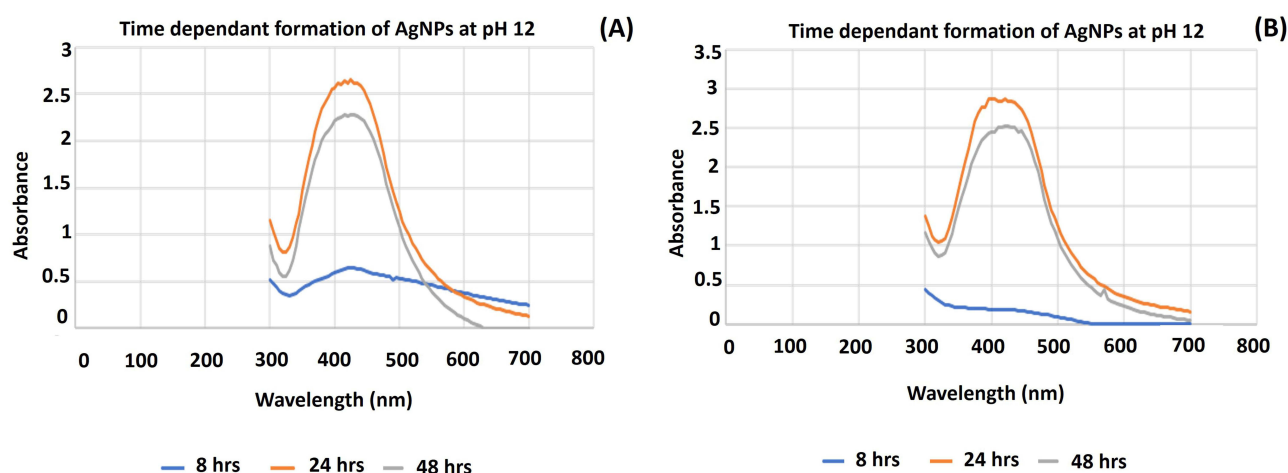 Time dependant formation of AgNPs at pH 12 (A)
3
2.5
2
1.5
1
0.5
0
Absorbance
0 100 200 300 400 500 600 700 800
Wavelength (nm)
8 hrs 24 hrs 48 hrs
Time dependant formation of AgNPs at pH 12 (B)
3.5
3
2.5
2
1.5
1
0.5
0
Absorbance
0 100 200 300 400 500 600 700 800
Wavelength (nm)
8 hrs 24 hrs 48 hrs